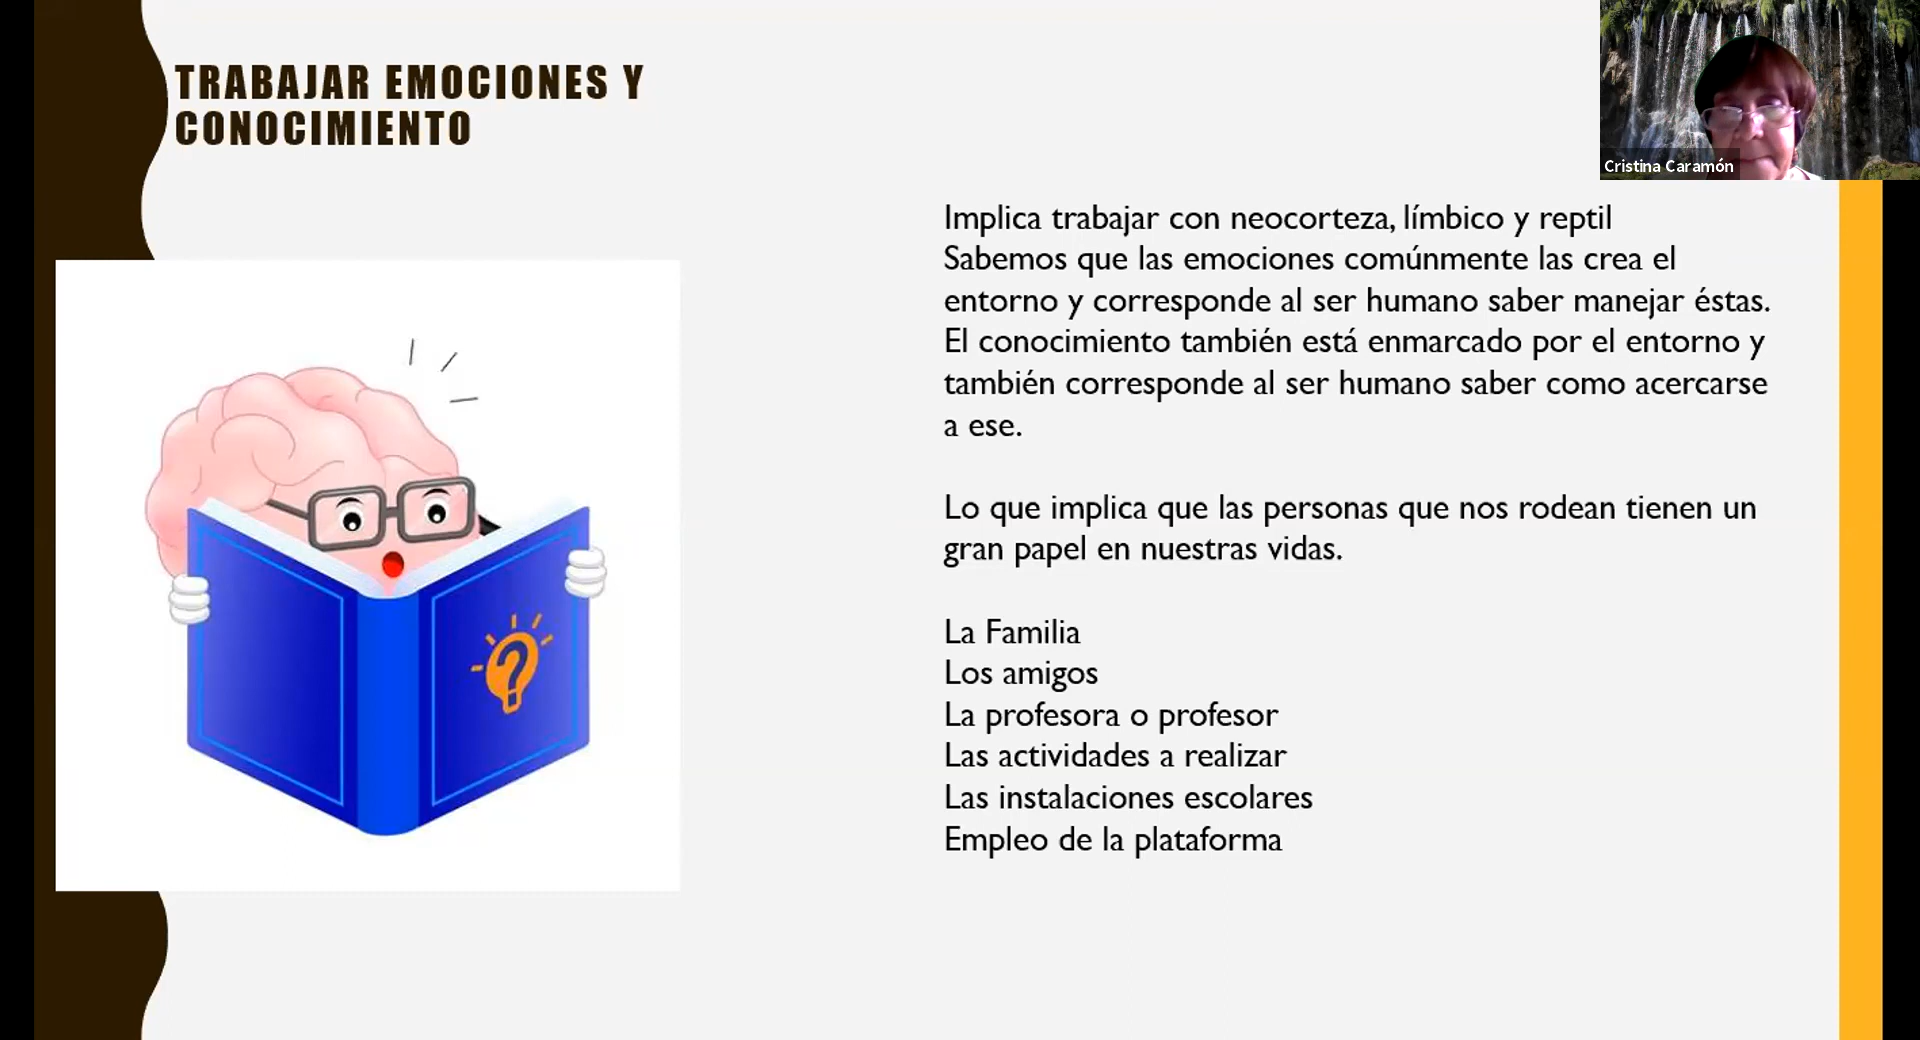 TRABAJAR EMOCIONES Y
CONOCIMIENTO
Cristina Caramón
Implica trabajar con neocorteza, límbico y reptil
Sabemos que las emociones comúnmente las crea el
entorno y corresponde al ser humano saber manejar éstas.
El conocimiento también está enmarcado por el entorno y
también corresponde al ser humano saber como acercarse
a ese.
Lo que implica que las personas que nos rodean tienen un
gran papel en nuestras vidas.
La Familia
Los amigos
La profesora o profesor
Las actividades a realizar
Las instalaciones escolares
Empleo de la plataforma
?